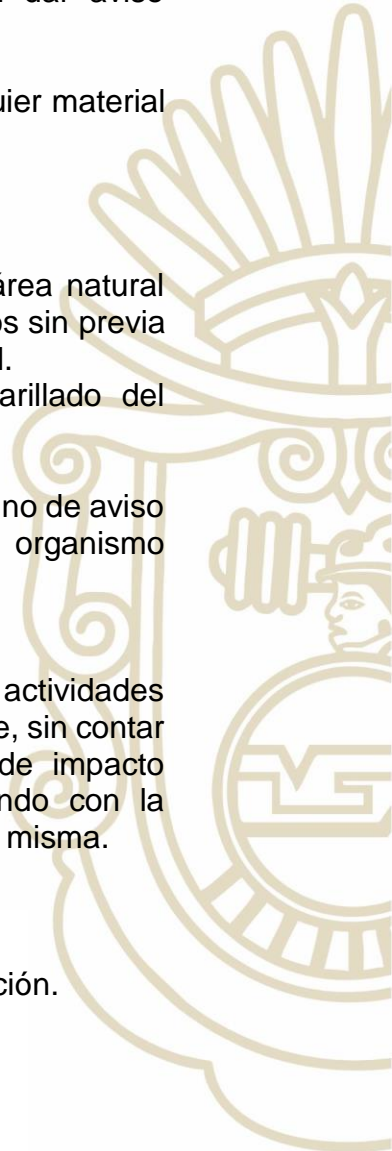 dar aviso
uier material
área natural
os sin previa
l.
arillado del
no de aviso
organismo
actividades
e, sin contar
de impacto
ndo con la
misma.
ción.